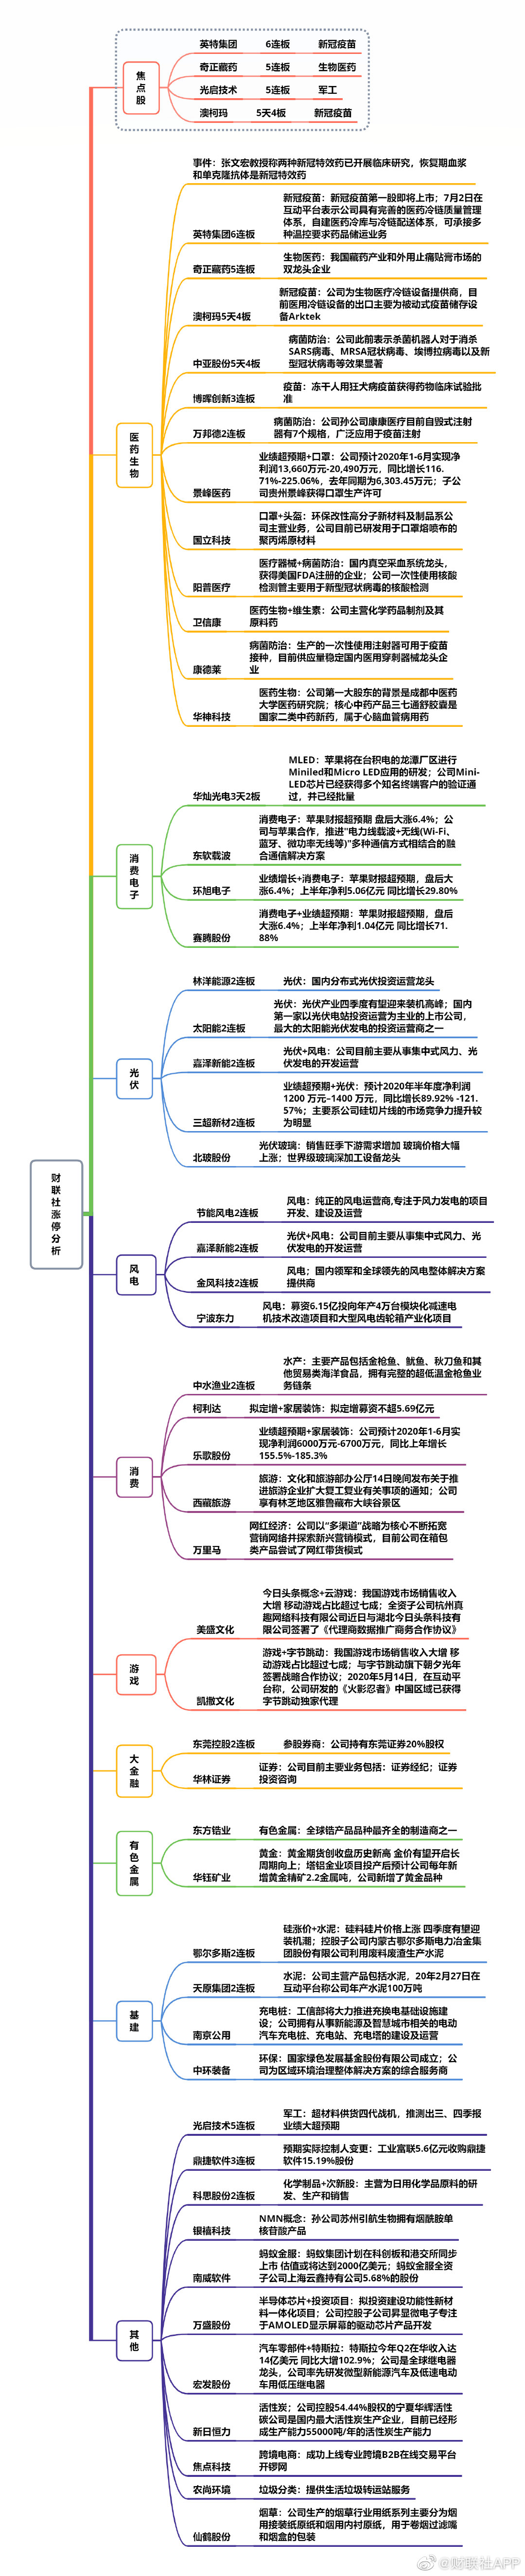 财
联
社
涨
停
分
析
焦
点
股
英特集团 6连板 新冠疫苗
奇正藏药 5连板 生物医药
光启技术 5连板 军工
澳柯玛 5天4板 新冠疫苗
医
药
生
物
事件：张文宏教授称两种新冠特效药已开展临床研究，恢复期血浆
和单克隆抗体是新冠特效药
英特集团6连板
新冠疫苗：新冠疫苗第一股即将上市；7月2日在
互动平台表示公司具有完善的医药冷链质量管理
体系，自建医药冷库与冷链配送体系，可承接多
种温控要求药品储运业务
奇正藏药5连板
生物医药：我国藏药产业和外用止痛贴膏市场的
双龙头企业
澳柯玛5天4板
新冠疫苗：公司为生物医疗冷链设备提供商，目
前医用冷链设备的出口主要为被动式疫苗储存设
备Arktek
中亚股份5天4板
病菌防治：公司此前表示杀菌机器人对于消杀
SARS病毒、MRSA冠状病毒、埃博拉病毒以及新
型冠状病毒等效果显著
博晖创新3连板
疫苗：冻干人用狂犬病疫苗获得药物临床试验批
准
万邦德2连板
病菌防治：公司孙公司康康医疗目前自毁式注射
器有7个规格，广泛应用于疫苗注射
景峰医药
业绩超预期+口罩：公司预计2020年1-6月实现净
利润13,660万元-20,490万元，同比增长116.
71%-225.06%，去年同期为6,303.45万元；子公
司贵州景峰获得口罩生产许可
国立科技
口罩+头盔：环保改性高分子新材料及制品系公
司主营业务，公司目前已研发用于口罩熔喷布的
聚丙烯原材料
阳普医疗
医疗器械+病菌防治：国内真空采血系统龙头，
获得美国FDA注册的企业；公司一次性使用核酸
检测管主要用于新型冠状病毒的核酸检测
卫信康
医药生物+维生素：公司主营化学药品制剂及其
原料药
康德莱
病菌防治：生产的一次性使用注射器可用于疫苗
接种，目前供应量稳定国内医用穿刺器械龙头企
业
华神科技
医药生物：公司第一大股东的背景是成都中医药
大学医药研究院；核心中药产品三七通舒胶囊是
国家二类中药新药，属于心脑血管病用药
消
费
电
子
华灿光电3天2板
MLED：苹果将在台积电的龙潭厂区进行
Miniled和Micro LED应用的研发；公司Mini-
LED芯片已经获得多个知名终端客户的验证通
过，并已经批量
东软载波
消费电子：苹果财报超预期 盘后大涨6.4%；公
司与苹果合作，推进"电力线载波+无线(Wi-Fi、
蓝牙、微功率无线等)"多种通信方式相结合的融
合通信解决方案
环旭电子
业绩增长+消费电子：苹果财报超预期，盘后大
涨6.4%；上半年净利5.06亿元 同比增长29.80%
赛腾股份
消费电子+业绩超预期：苹果财报超预期，盘后
大涨6.4%；上半年净利1.04亿元 同比增长71.
88%
光
伏
林洋能源2连板
光伏：国内分布式光伏投资运营龙头
太阳能2连板
光伏：光伏产业四季度有望迎来装机高峰；国内
第一家以光伏电站投资运营为主业的上市公司，
最大的太阳能光伏发电的投资运营商之一
嘉泽新能2连板
光伏+风电：公司目前主要从事集中式风力、光
伏发电的开发运营
三超新材2连板
业绩超预期+光伏：预计2020年半年度净利润
1200 万元–1400 万元，同比增长89.92% -121.
57%；主要系公司硅切片线的市场竞争力提升较
为明显
北玻股份
光伏玻璃：销售旺季下游需求增加 玻璃价格大幅
上涨；世界级玻璃深加工设备龙头
风
电
节能风电2连板
风电：纯正的风电运营商,专注于风力发电的项目
开发、建设及运营
嘉泽新能2连板
光伏+风电：公司目前主要从事集中式风力、光
伏发电的开发运营
金风科技2连板
风电；国内领军和全球领先的风电整体解决方案
提供商
宁波东力
风电：募资6.15亿投向年产4万台模块化减速电
机技术改造项目和大型风电齿轮箱产业化项目
消
费
中水渔业2连板
水产：主要产品包括金枪鱼、鱿鱼、秋刀鱼和其
他贸易类海洋食品，拥有完整的超低温金枪鱼业
务链条
柯利达
拟定增+家居装饰：拟定增募资不超5.69亿元
乐歌股份
业绩超预期+家居装饰：公司预计2020年1-6月实
现净利润6000万元-6700万元，同比上年增长
155.5%-185.3%
西藏旅游
旅游：文化和旅游部办公厅14日晚间发布关于推
进旅游企业扩大复工复业有关事项的通知；公司
享有林芝地区雅鲁藏布大峡谷景区
万里马
网红经济：公司以“多渠道”战略为核心不断拓宽
营销网络并探索新兴营销模式，目前公司在箱包
类产品尝试了网红带货模式
游
戏
美盛文化
今日头条概念+云游戏：我国游戏市场销售收入
大增 移动游戏占比超过七成；全资子公司杭州真
趣网络科技有限公司近日与湖北今日头条科技有
限公司签署了《代理商数据推广商务合作协议》
凯撒文化
游戏+字节跳动：我国游戏市场销售收入大增 移
动游戏占比超过七成；与字节跳动旗下朝夕光年
签署战略合作协议；2020年5月14日，在互动平
台称，公司研发的《火影忍者》中国区域已获得
字节跳动独家代理
大
金
融
东莞控股2连板
参股券商：公司持有东莞证券20%股权
华林证券
证券：公司目前主要业务包括：证券经纪；证券
投资咨询
有
色
金
属
东方锆业
有色金属：全球锆产品品种最齐全的制造商之一
华钰矿业
黄金：黄金期货创收盘历史新高 金价有望开启长
周期向上；塔铝金业项目投产后预计公司每年新
增黄金精矿2.2金属吨，公司新增了黄金品种
基
建
鄂尔多斯2连板
硅涨价+水泥：硅料硅片价格上涨 四季度有望迎
装机潮；控股子公司内蒙古鄂尔多斯电力冶金集
团股份有限公司利用废料废渣生产水泥
天原集团2连板
水泥：公司主营产品包括水泥，20年2月27日在
互动平台称公司年产水泥100万吨
南京公用
充电桩：工信部将大力推进充换电基础设施建
设；公司拥有从事新能源及智慧城市相关的电动
汽车充电桩、充电站、充电塔的建设及运营
中环装备
环保：国家绿色发展基金股份有限公司成立；公
司为区域环境治理整体解决方案的综合服务商
其
他
光启技术5连板
军工：超材料供货四代战机，推测出三、四季报
业绩大超预期
鼎捷软件3连板
预期实际控制人变更：工业富联5.6亿元收购鼎捷
软件15.19%股份
科思股份2连板
化学制品+次新股：主营为日用化学品原料的研
发、生产和销售
银禧科技
NMN概念：孙公司苏州引航生物拥有烟酰胺单
核苷酸产品
南威软件
蚂蚁金服：蚂蚁集团计划在科创板和港交所同步
上市 估值或将达到2000亿美元；蚂蚁金服全资
子公司上海云鑫持有公司5.68%的股份
万盛股份
半导体芯片+投资项目：拟投资建设功能性新材
料一体化项目；公司控股子公司昇显微电子专注
于AMOLED显示屏幕的驱动芯片产品开发
宏发股份
汽车零部件+特斯拉：特斯拉今年Q2在华收入达
14亿美元 同比大增102.9%；公司是全球继电器
龙头，公司率先研发微型新能源汽车及低速电动
车用低压继电器
新日恒力
活性炭；公司控股54.44%股权的宁夏华辉活性
碳公司是国内最大活性炭生产企业，目前已经形
成生产能力55000吨/年的活性炭生产能力
焦点科技
跨境电商：成功上线专业跨境B2B在线交易平台
开锣网
农尚环境
垃圾分类：提供生活垃圾转运站服务
仙鹤股份
烟草：公司生产的烟草行业用纸系列主要分为烟
用接装纸原纸和烟用内衬原纸，用于卷烟过滤嘴
和烟盒的包装
@财联社APP